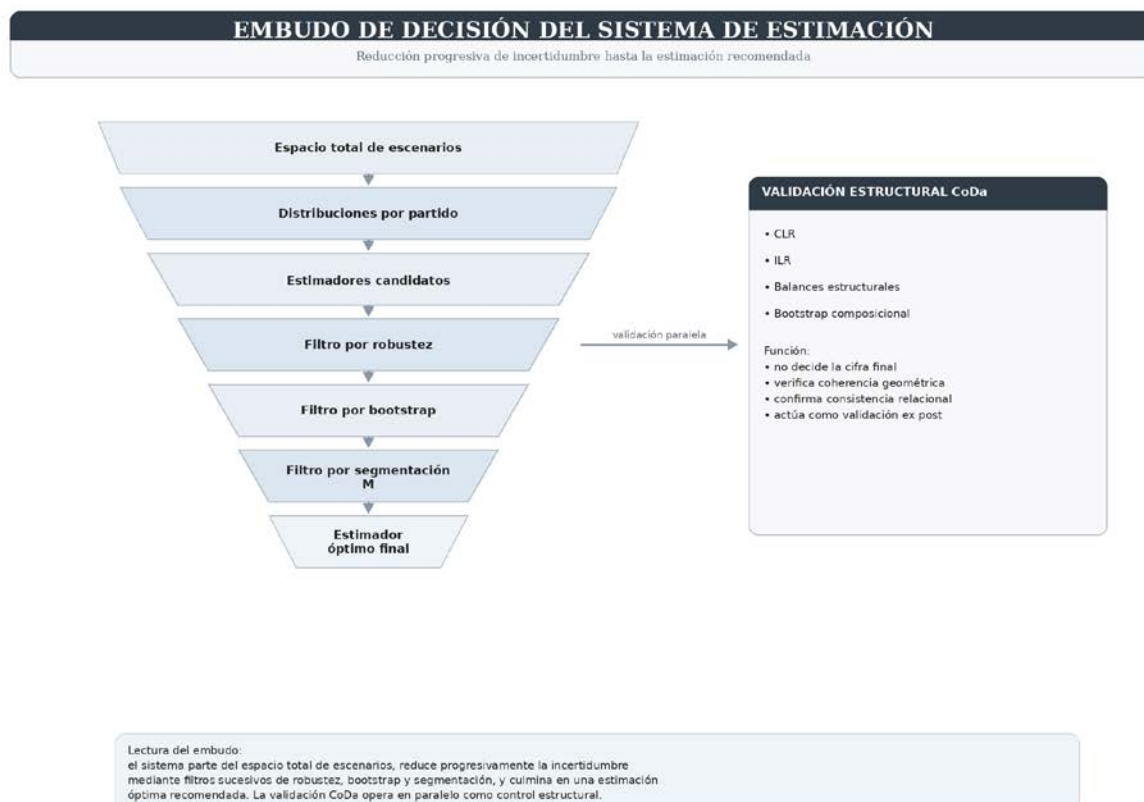 EMBUDO DE DECISIÓN DEL SISTEMA DE ESTIMACIÓN
Reducción progresiva de incertidumbre hasta la estimación recomendada
Espacio total de escenarios
Distribuciones por partido
Estimadores candidatos
Filtro por robustez
Filtro por bootstrap
Filtro por segmentación
M
Estimador
óptimo final
validación paralela
VALIDACIÓN ESTRUCTURAL CoDa
• CLR
• ILR
• Balances estructurales
• Bootstrap composicional
Función:
• no decide la cifra final
• verifica coherencia geométrica
• confirma consistencia relacional
• actúa como validación ex post
Lectura del embudo:
el sistema parte del espacio total de escenarios, reduce progresivamente la incertidumbre
mediante filtros sucesivos de robustez, bootstrap y segmentación, y culmina en una estimación
óptima recomendada. La validación CoDa opera en paralelo como control estructural.